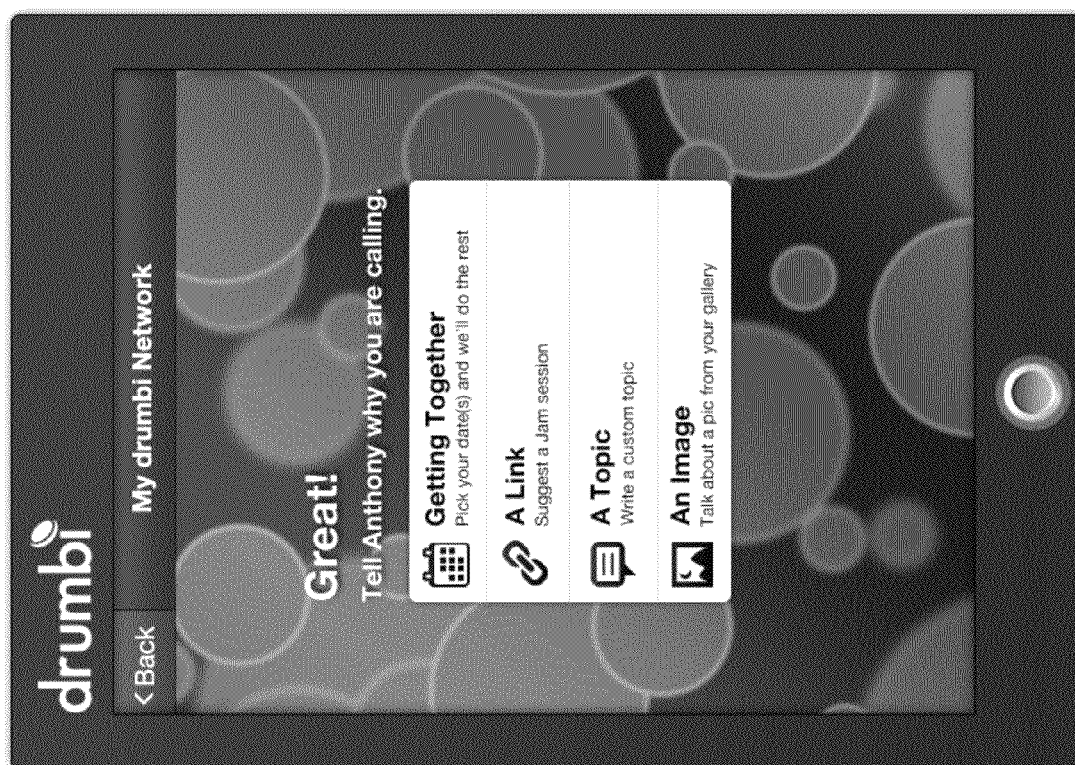 drumbi
< Back
My drumbi Network
Great!
Tell Anthony why you are calling.
Getting Together
Pick your date(s) and we'll do the rest
A Link
Suggest a Jam session
A Topic
Write a custom topic
An Image
Talk about a pic from your gallery